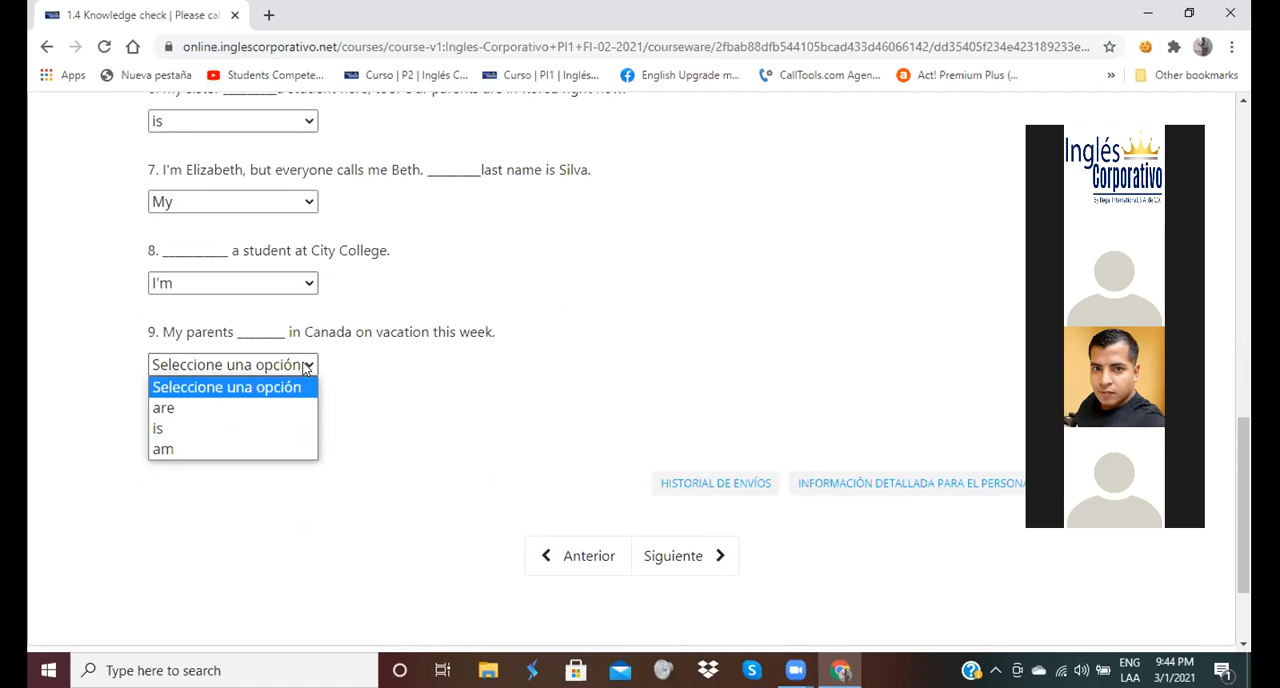 1.4 Knowledge check | Please cal
online.inglescorporativo.net/courses/course-v1:Ingles-Corporativo+PI1+FI-02-2021/courseware/2fbab88dfb544105bcad433d46066142/dd35405f234e423189233e...
Apps Nueva pestaña Students Compete... Curso | P2 | Inglés C... Curso | PI1 | Inglés... English Upgrade m... CallTools.com Agen... Act! Premium Plus (... » Other bookmarks
is
7. I'm Elizabeth, but everyone calls me Beth. _________last name is Silva.
My
8. ___________ a student at City College.
I'm
9. My parents ________ in Canada on vacation this week.
Seleccione una opción
Seleccione una opción
are
is
am
HISTORIAL DE ENVÍOS INFORMACIÓN DETALLADA PARA EL PERSONA
Anterior Siguiente
Inglés
Corporativo
Type here to search
ENG 9:44 PM
LAA 3/1/2021